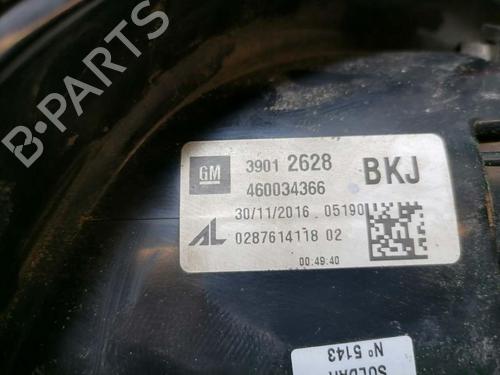 B-PARTS
GM
3901 2628
BKJ
460034366
30/11/2016 05190
AL
0287614118 02
00:49:40
Nº 5143